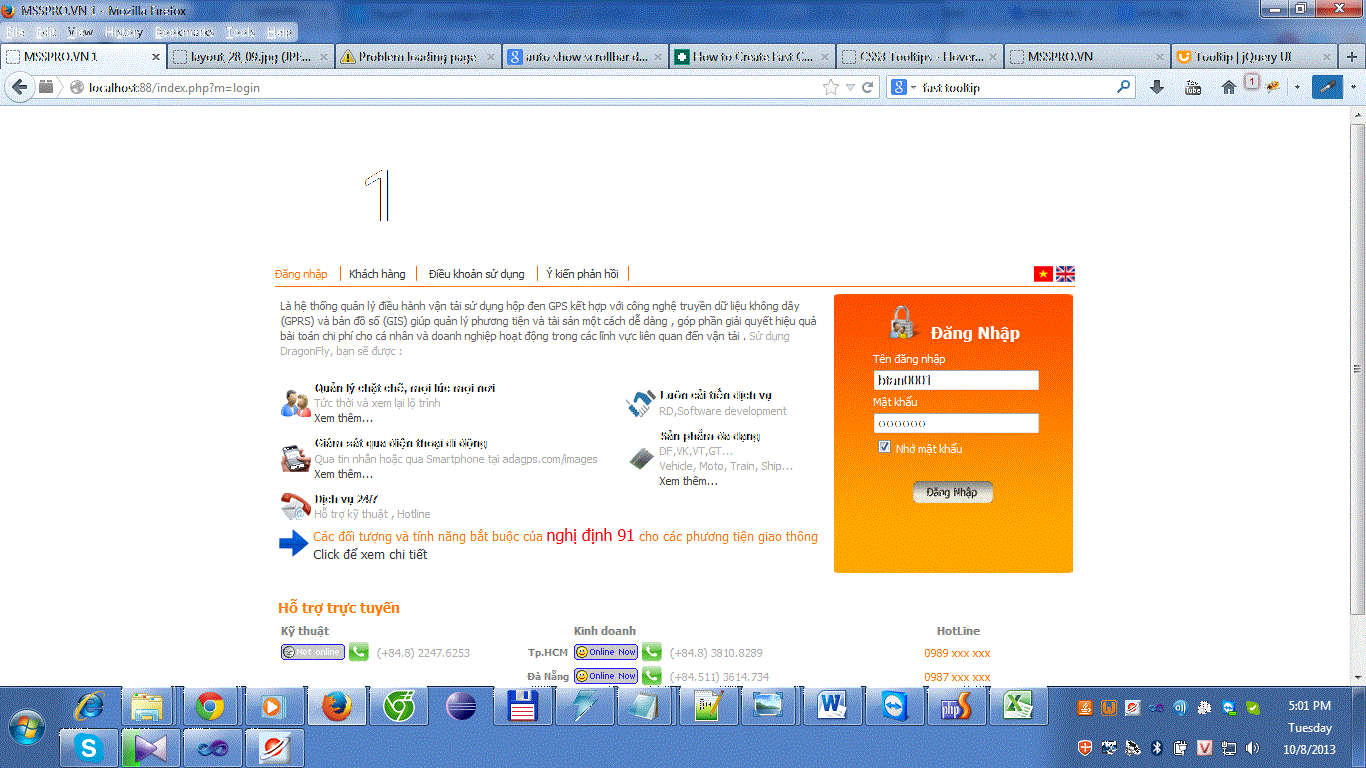 MSSPRO.VN 1 - Mozilla Firefox
File Edit View History Bookmarks Tools Help
MSSPRO.VN 1
layout_28_09.jpg (JPE...
Problem loading page
auto show scrollbar d...
How to Create Fast C...
CSS3 Tooltips - Hover...
MSSPRO.VN
Tooltip | jQuery UI
localhost:88/index.php?m=login
fast tooltip
You Tube
1
1
Đăng nhập
Khách hàng
Điều khoản sử dụng
Ý kiến phản hồi
Là hệ thống quản lý điều hành vận tải sử dụng hộp đen GPS kết hợp với công nghệ truyền dữ liệu không dây
(GPRS) và bản đồ số (GIS) giúp quản lý phương tiện và tài sản một cách dễ dàng , góp phần giải quyết hiệu quả
bài toán chi phí cho cá nhân và doanh nghiệp hoạt động trong các lĩnh vực liên quan đến vận tải . Sử dụng
DragonFly, bạn sẽ được :
Quản lý chặt chẽ, mọi lúc mọi nơi
Tức thời và xem lại lộ trình
Xem thêm...
Giám sát qua điện thoại di động
Qua tin nhắn hoặc qua Smartphone tại adagps.com/images
Xem thêm...
Dịch vụ 24/7
Hỗ trợ kỹ thuật , Hotline
Luôn cải tiến dịch vụ
RD,Software development
Sản phẩm đa dạng
DF,VK,VT,GT...
Vehicle, Moto, Train, Ship...
Xem thêm...
Các đối tượng và tính năng bắt buộc của nghị định 91 cho các phương tiện giao thông
Click để xem chi tiết
Đăng Nhập
Tên đăng nhập
btan0001
Mật khẩu
Nhớ mật khẩu
Đăng Nhập
Hỗ trợ trực tuyến
Kỹ thuật
Kinh doanh
HotLine
Not online
(+84.8) 2247.6253
Tp.HCM
Online Now
(+84.8) 3810.8289
0989 xxx xxx
Đà Nẵng
Online Now
(+84.511) 3614.734
0987 xxx xxx
5:01 PM
Tuesday
10/8/2013